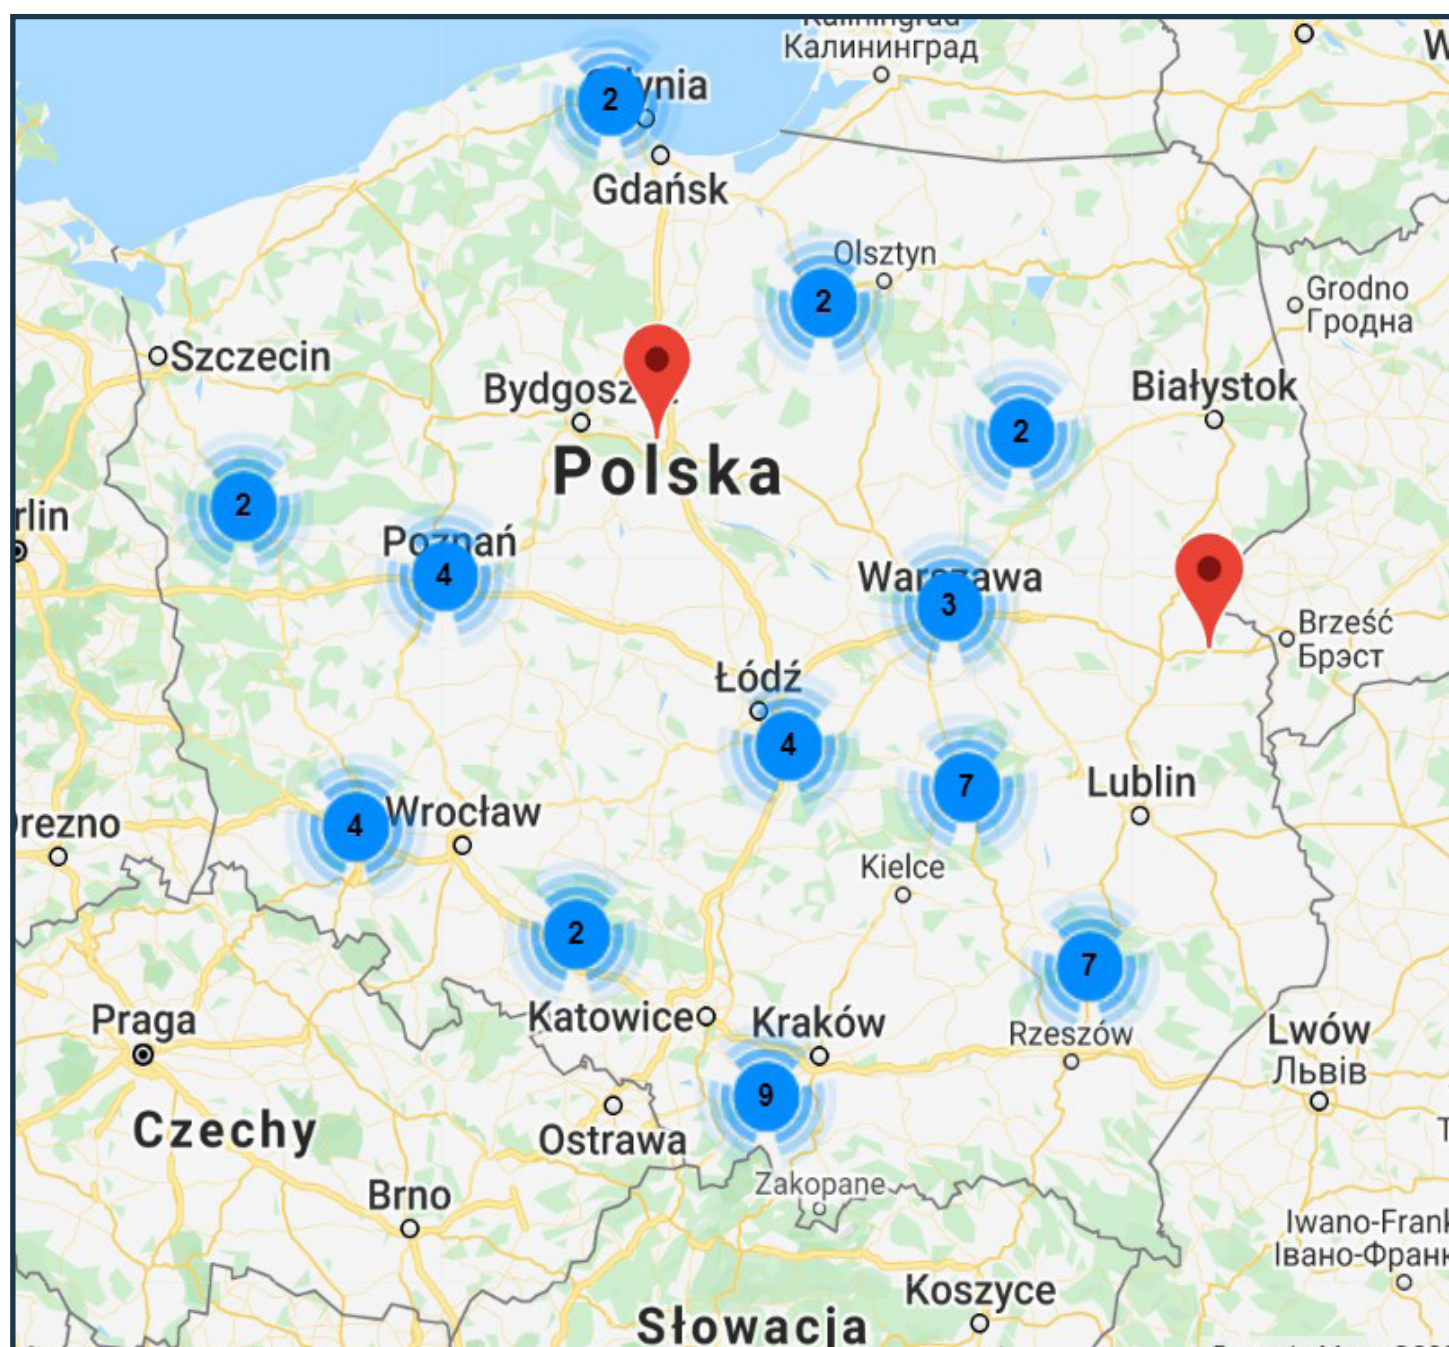 Калининград
2
Gdańsk
Olsztyn
2
Grodno
Гродна
Szczecin
Białystok
2
Polska
2
Poznań
4
Warszawa
3
Brześć
Брэст
Łódź
4
7
Lublin
4
Wrocław
Kielce
2
7
Praga
Katowice
Kraków
Rzeszów
Lwów
Львів
9
Czechy
Ostrawa
Zakopane
Brno
Koszyce
Słowacja